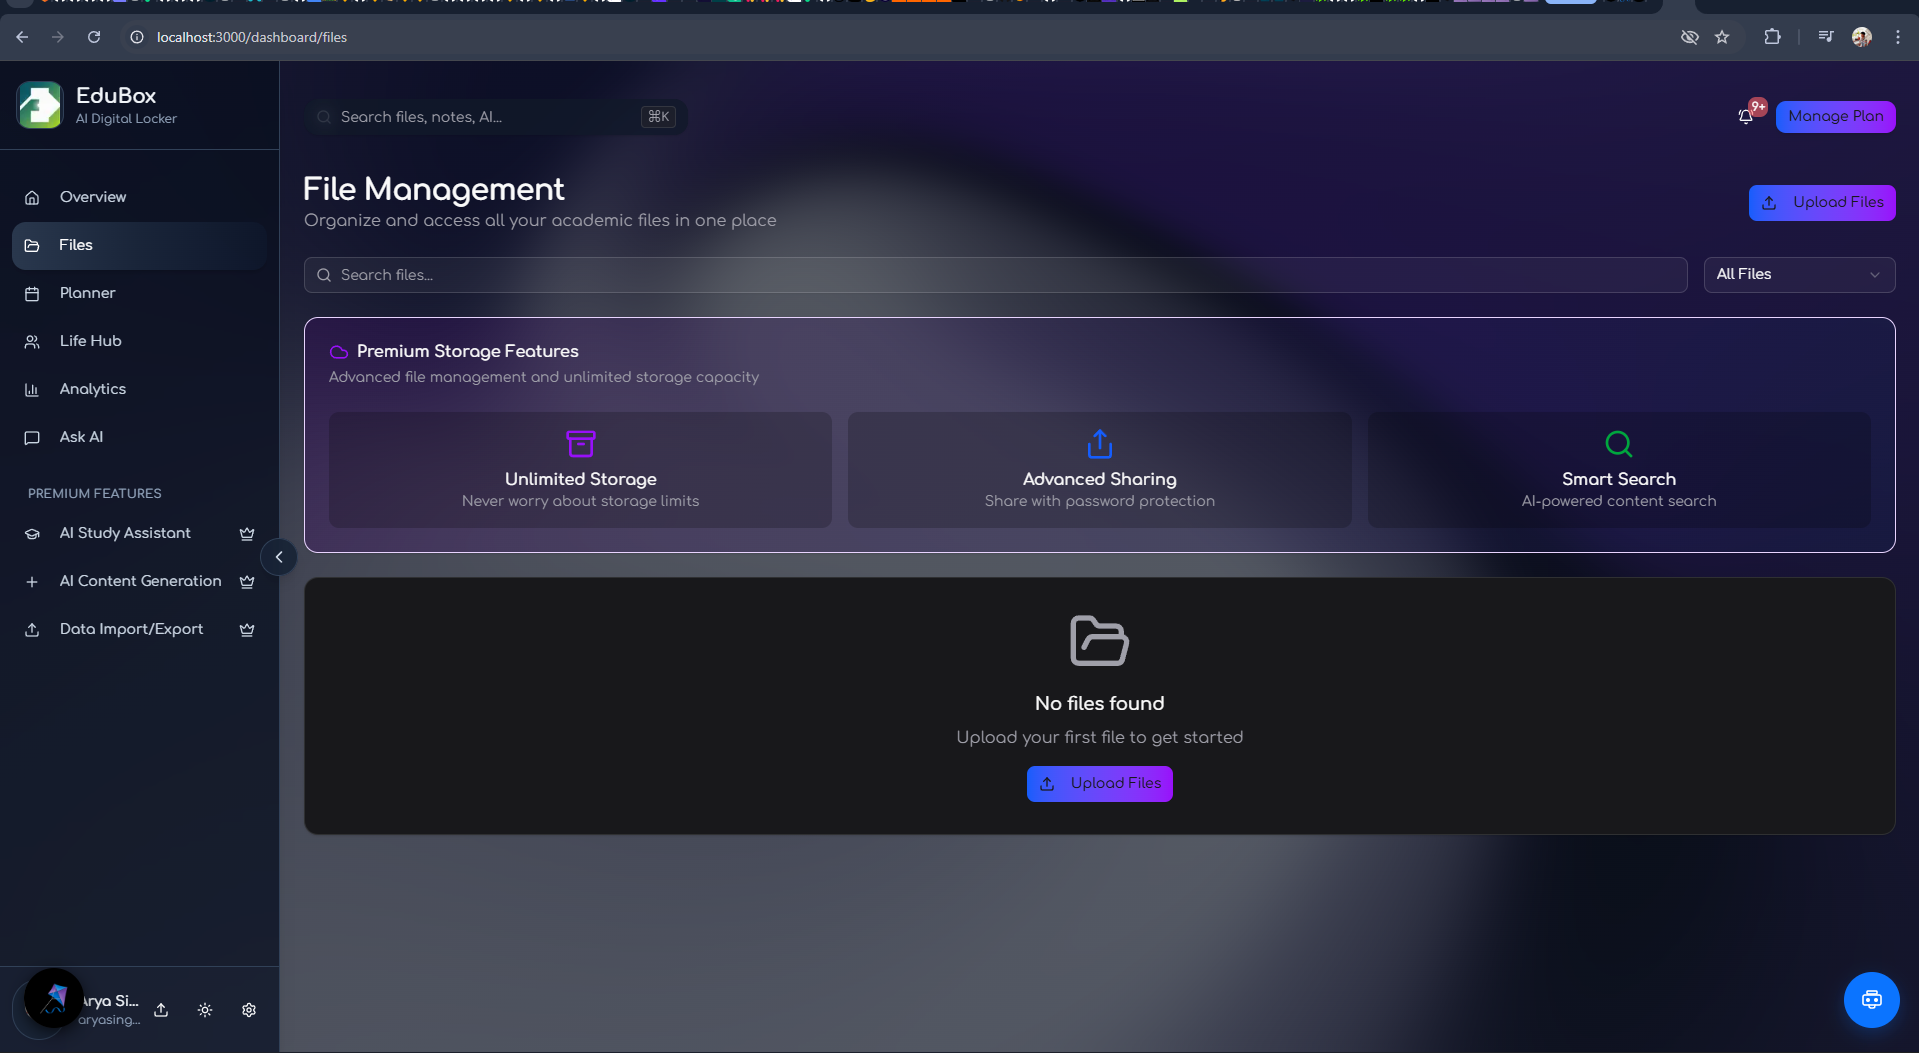 localhost:3000/dashboard/files
EduBox
AI Digital Locker
Search files, notes, AI...
⌘K
9+
Manage Plan
Overview
Files
Planner
Life Hub
Analytics
Ask AI
PREMIUM FEATURES
AI Study Assistant
AI Content Generation
Data Import/Export
File Management
Organize and access all your academic files in one place
Upload Files
Search files...
All Files
Premium Storage Features
Advanced file management and unlimited storage capacity
Unlimited Storage
Never worry about storage limits
Advanced Sharing
Share with password protection
Smart Search
AI-powered content search
No files found
Upload your first file to get started
Upload Files
Arya Si...
aryasing...